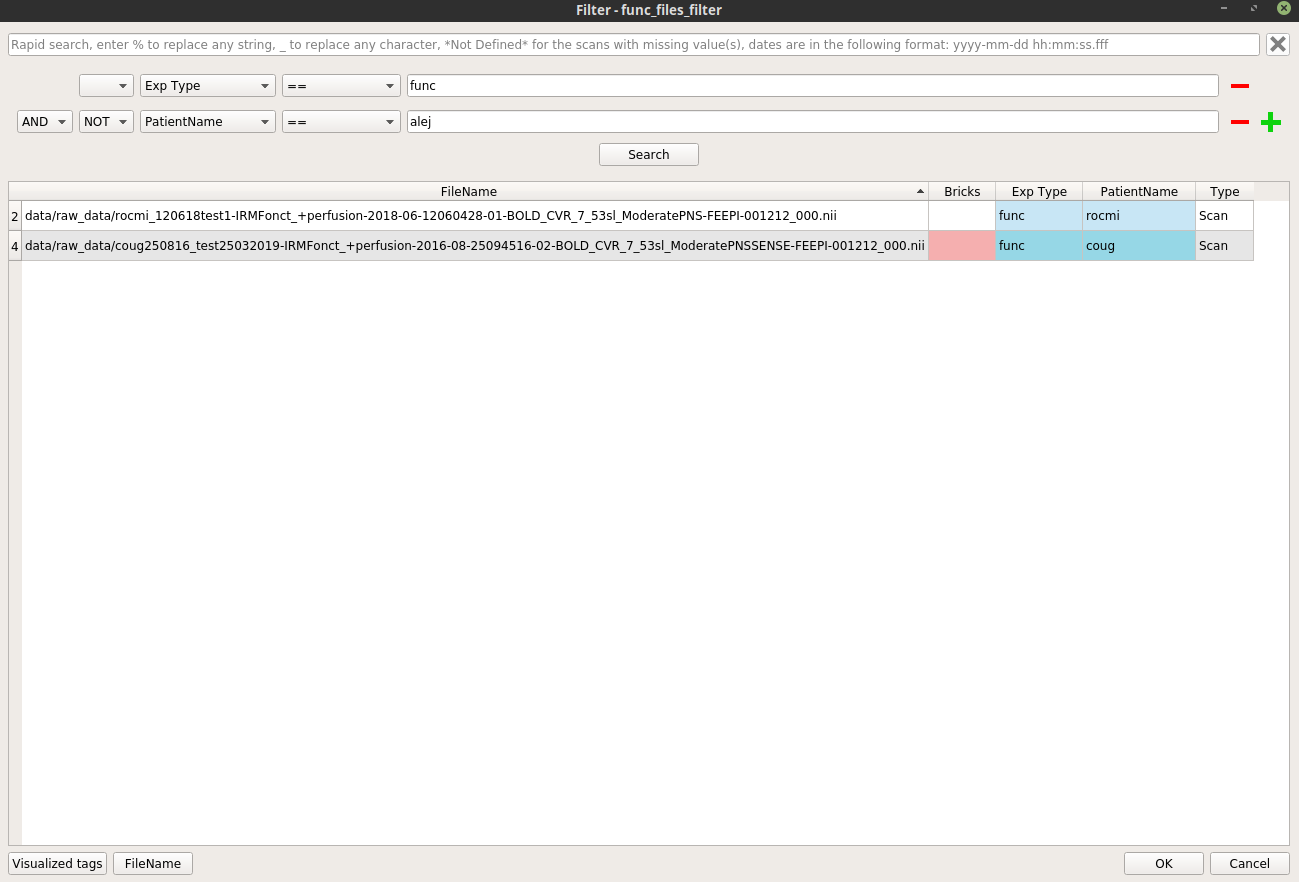 Filter - func_files_filter
Rapid search, enter % to replace any string, _ to replace any character, *Not Defined* for the scans with missing value(s), dates are in the following format: yyyy-mm-dd hh:mm:ss.fff
Exp Type == func
AND NOT PatientName == alej
Search
FileName Bricks Exp Type PatientName Type
2 data/raw_data/rocmi_120618test1-IRMFonct_+perfusion-2018-06-12060428-01-BOLD_CVR_7_53sl_ModeratePNS-FEEPI-001212_000.nii func rocmi Scan
4 data/raw_data/coug250816_test25032019-IRMFonct_+perfusion-2016-08-25094516-02-BOLD_CVR_7_53sl_ModeratePNSSENSE-FEEPI-001212_000.nii func coug Scan
Visualized tags FileName OK Cancel